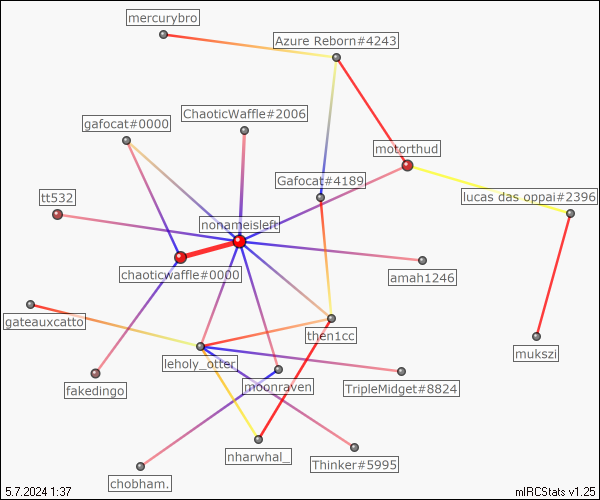 mercurybro
Azure Reborn#4243
ChaoticWaffle#2006
gafocat#0000
motorthud
Gafocat#4189
tt532
lucas das oppai#2396
nonameisleft
chaoticwaffle#0000
amah1246
gateauxcatto
then1cc
mukszi
leholy_otter
moonraven
fakedingo
TripleMidget#8824
nharwhal_
Thinker#5995
chobham.
5.7.2024 1:37
mIRCStats v1.25